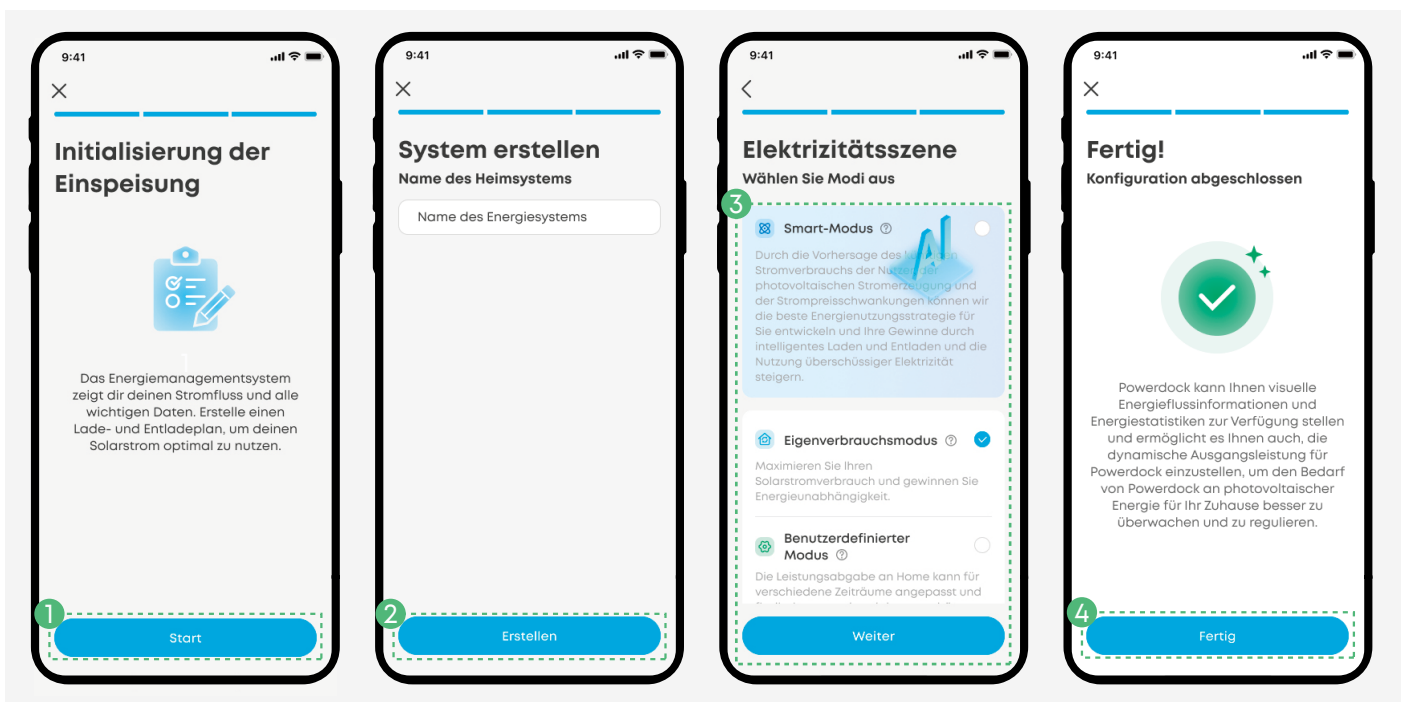 9:41
Initialisierung der
Einspeisung
1
Das Energiemanagementsystem
zeigt dir deinen Stromfluss und alle
wichtigen Daten. Erstelle einen
Lade- und Entladeplan, um deinen
Solarstrom optimal zu nutzen.
1
Start
9:41
System erstellen
Name des Heimsystems
Name des Energiesystems
2
Erstellen
9:41
Elektrizitätsszene
Wählen Sie Modi aus
3
Smart-Modus ?
AI
Durch die Vorhersage des
Stromverbrauchs der Nutzer, der
photovoltaischen Stromerzeugung und
der Strompreisschwankungen können wir
die beste Energienutzungsstrategie für
Sie entwickeln und Ihre Gewinne durch
intelligentes Laden und Entladen und die
Nutzung überschüssiger Elektrizität
steigern.
Eigenverbrauchsmodus ?
Maximieren Sie Ihren
Solarstromverbrauch und gewinnen Sie
Energieunabhängigkeit.
Benutzerdefinierter
Modus ?
Die Leistungsabgabe an Home kann für
verschiedene Zeiträume angepasst und
Weiter
9:41
Fertig!
Konfiguration abgeschlossen
Powerdock kann Ihnen visuelle
Energieflussinformationen und
Energiestatistiken zur Verfügung stellen
und ermöglicht es Ihnen auch, die
dynamische Ausgangsleistung für
Powerdock einzustellen, um den Bedarf
von Powerdock an photovoltaischer
Energie für Ihr Zuhause besser zu
überwachen und zu regulieren.
4
Fertig